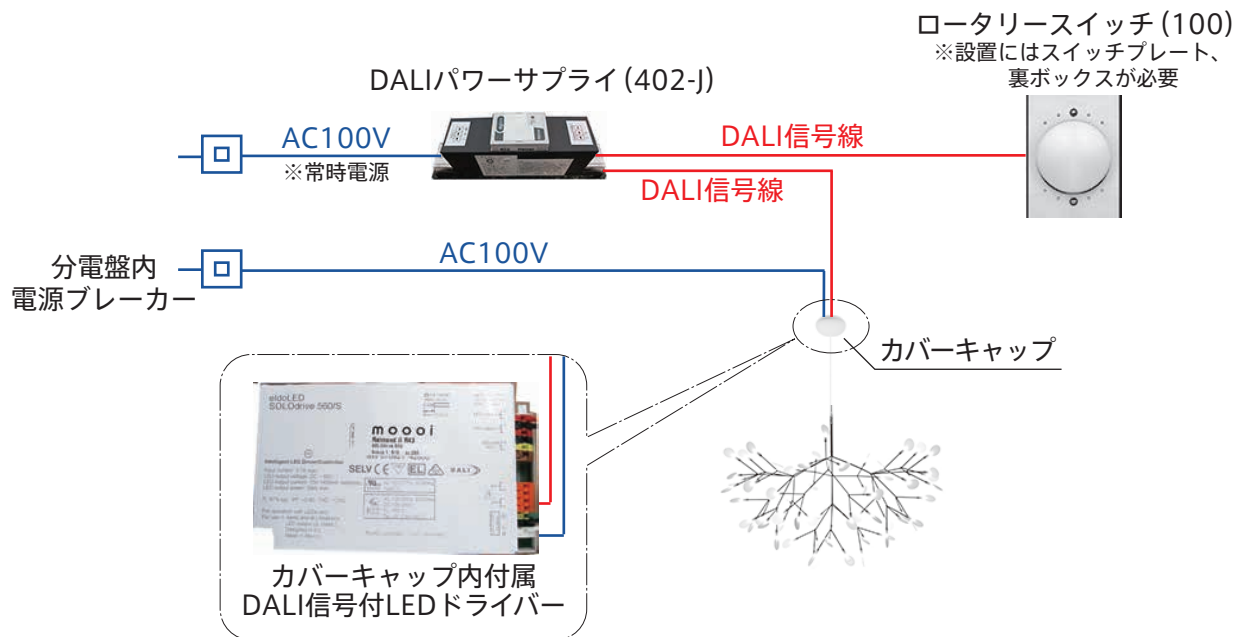 ロータリースイッチ(100)
※設置にはスイッチプレート、
裏ボックスが必要
DALIパワーサプライ(402-J)
AC100V
※常時電源
DALI信号線
DALI信号線
AC100V
分電盤内
電源ブレーカー
カバーキャップ
eldoLED
SOLOdrive 560/S
moooi
SELV
DALI
カバーキャップ内付属
DALI信号付LEDドライバー